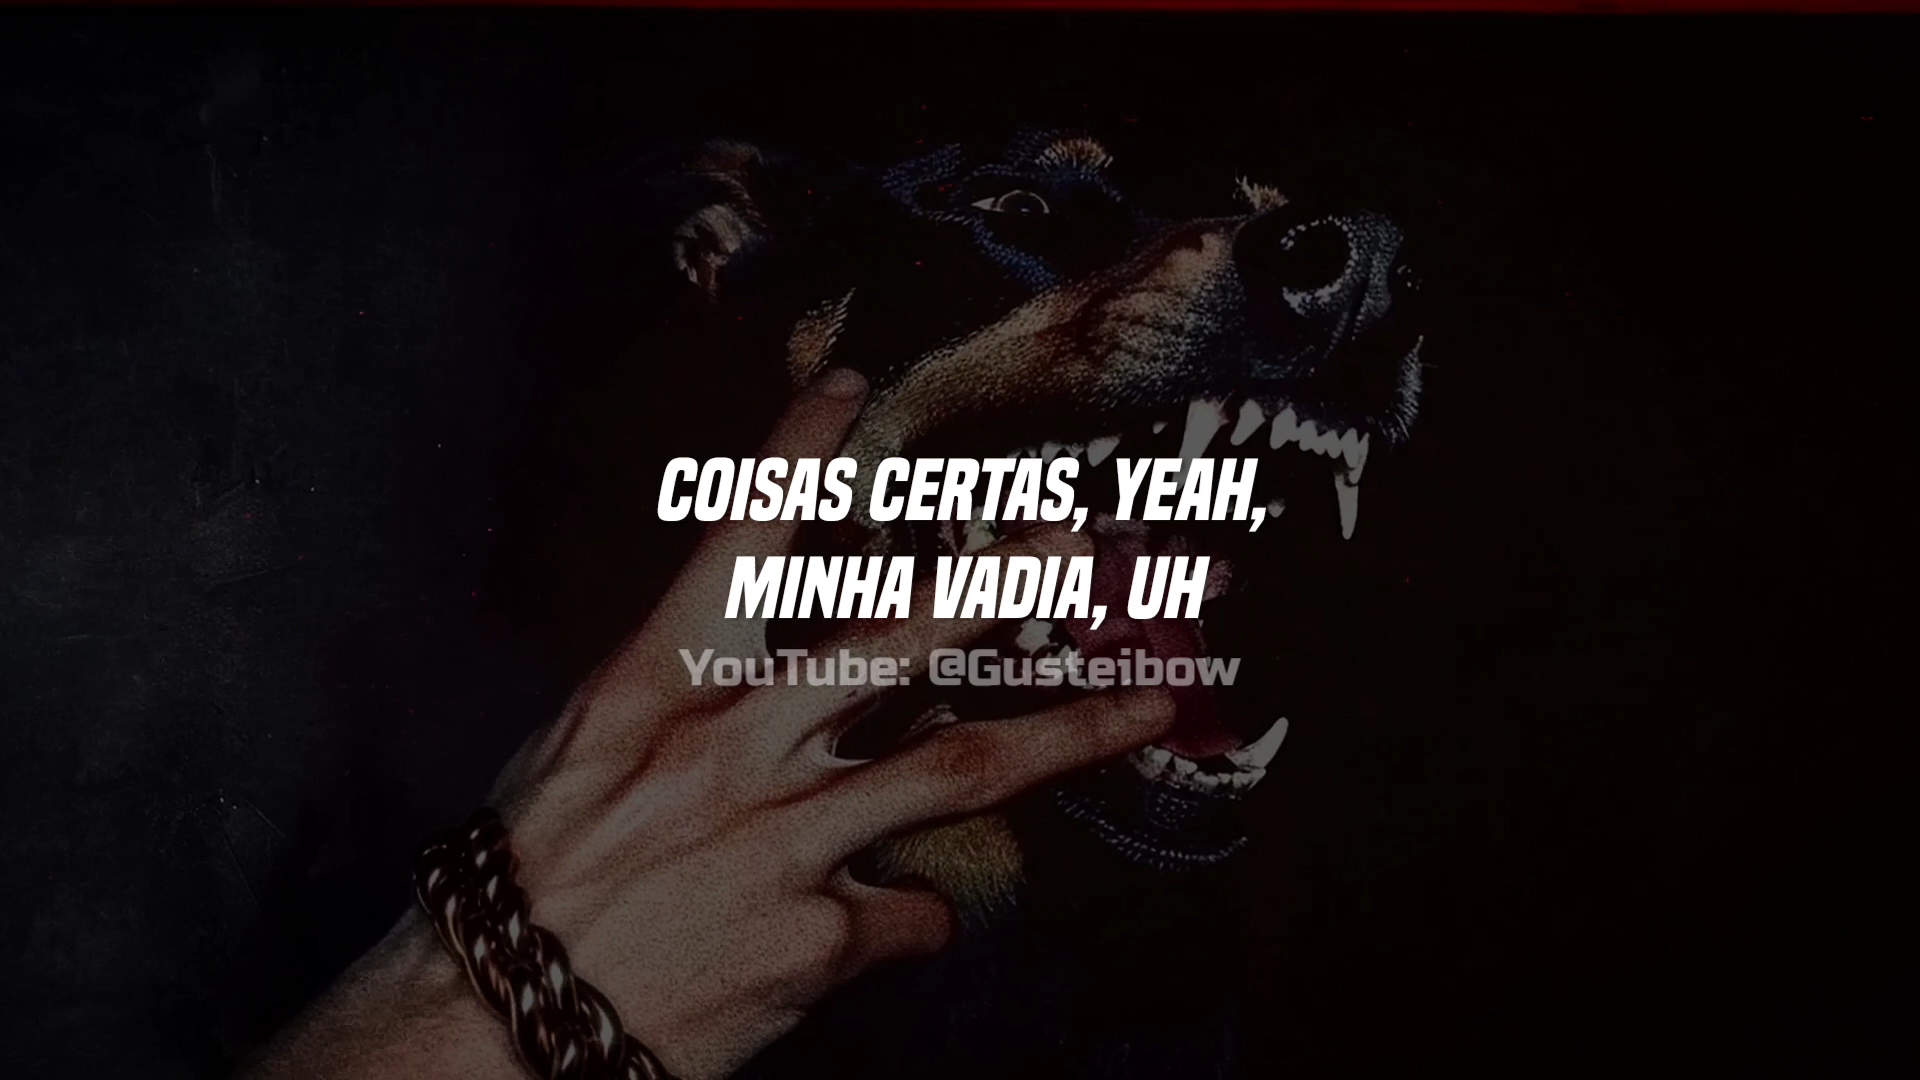 COISAS CERTAS, YEAH,
MINHA VADIA, UH
YouTube: @Gusteibow